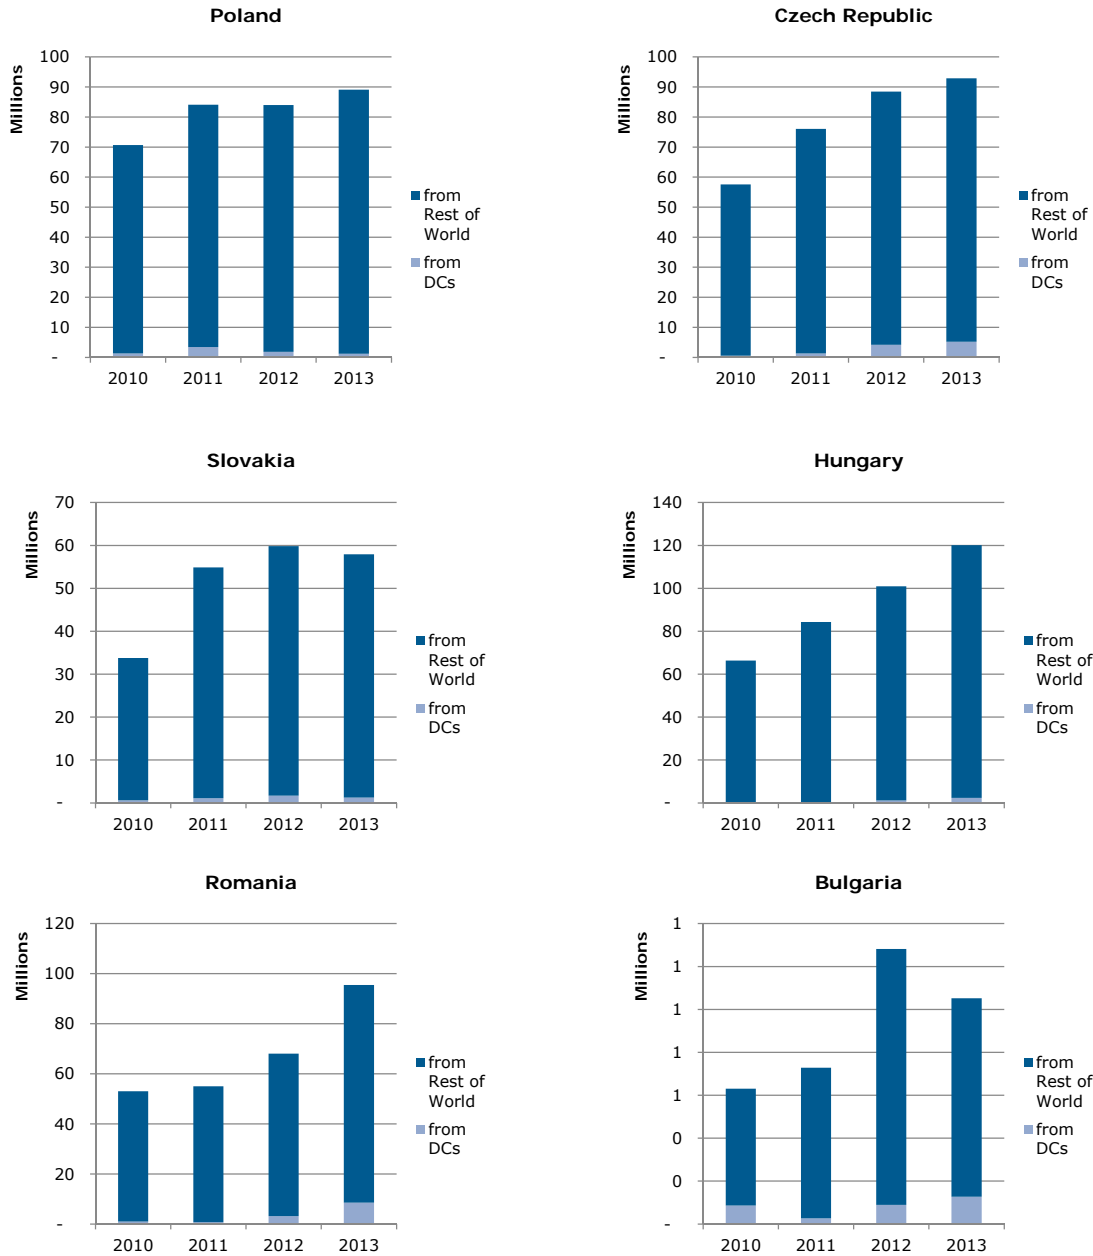 Poland
Millions
100
90
80
70
60
50
40
30
20
10
-
2010 2011 2012 2013
from
Rest of
World
from
DCs
Czech Republic
Millions
100
90
80
70
60
50
40
30
20
10
-
2010 2011 2012 2013
from
Rest of
World
from
DCs
Slovakia
Millions
70
60
50
40
30
20
10
-
2010 2011 2012 2013
from
Rest of
World
from
DCs
Hungary
Millions
140
120
100
80
60
40
20
-
2010 2011 2012 2013
from
Rest of
World
from
DCs
Romania
Millions
120
100
80
60
40
20
-
2010 2011 2012 2013
from
Rest of
World
from
DCs
Bulgaria
Millions
1
1
1
1
1
0
0
-
2010 2011 2012 2013
from
Rest of
World
from
DCs